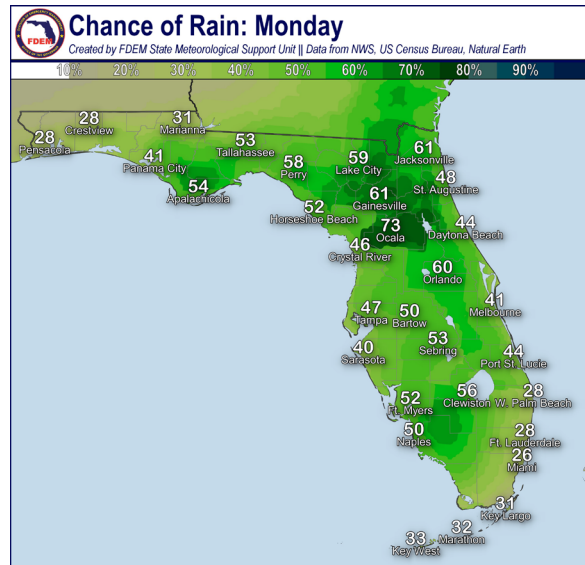 FDEM
Chance of Rain: Monday
Created by FDEM State Meteorological Support Unit || Data from NWS, US Census Bureau, Natural Earth
10% 20% 30% 40% 50% 60% 70% 80% 90%
28
Pensacola
28
Crestview
31
Marianna
41
Panama City
54
Apalachicola
53
Tallahassee
58
Perry
59
Lake City
61
Jacksonville
48
St. Augustine
61
Gainesville
52
Horseshoe Beach
73
Ocala
44
Daytona Beach
46
Crystal River
60
Orlando
41
Melbourne
47
Tampa
50
Bartow
40
Sarasota
53
Sebring
44
Port St. Lucie
52
Ft. Myers
56
Clewiston
28
W. Palm Beach
50
Naples
28
Ft. Lauderdale
26
Miami
31
Key Largo
32
Marathon
33
Key West